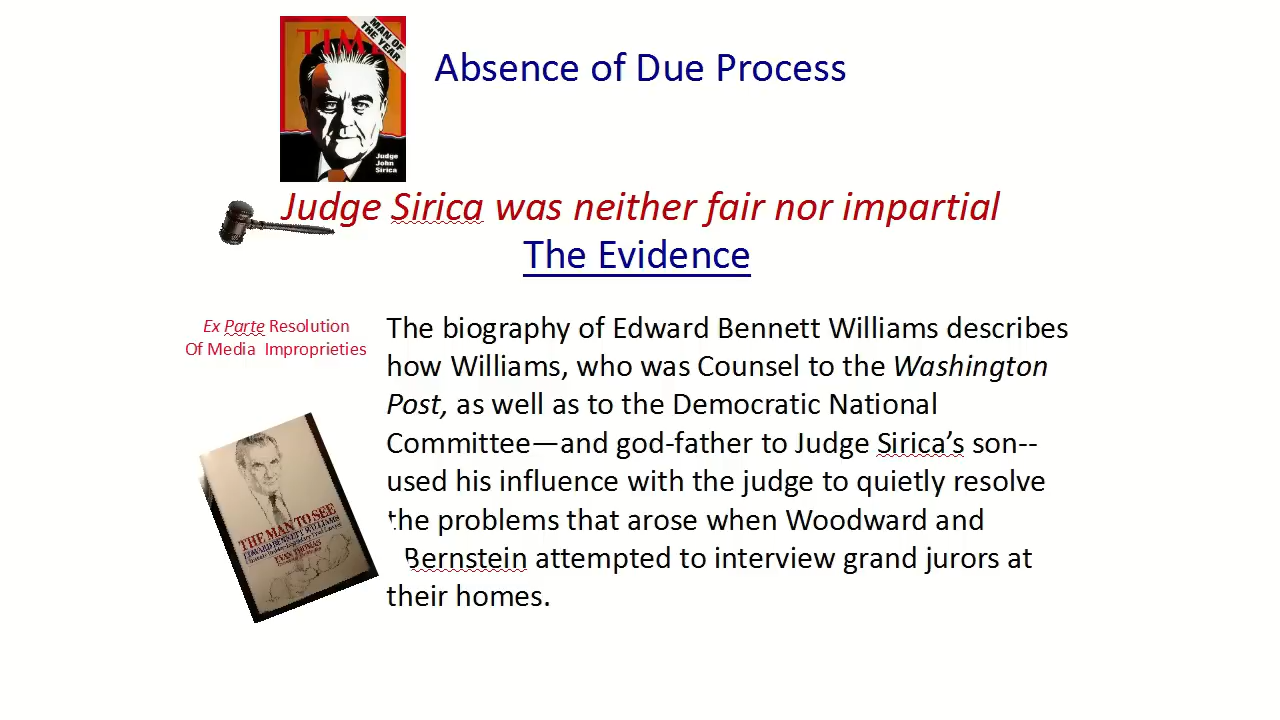 TIME
MAN OF
THE YEAR
Judge
John
Sirica
Absence of Due Process
Judge Sirica was neither fair nor impartial
The Evidence
Ex Parte Resolution
Of Media Improprieties
The biography of Edward Bennett Williams describes
how Williams, who was Counsel to the Washington
Post, as well as to the Democratic National
Committee—and god-father to Judge Sirica's son--
used his influence with the judge to quietly resolve
the problems that arose when Woodward and
Bernstein attempted to interview grand jurors at
their homes.
THE MAN TO SEE
EDWARD BENNETT WILLIAMS
EVAN THOMAS